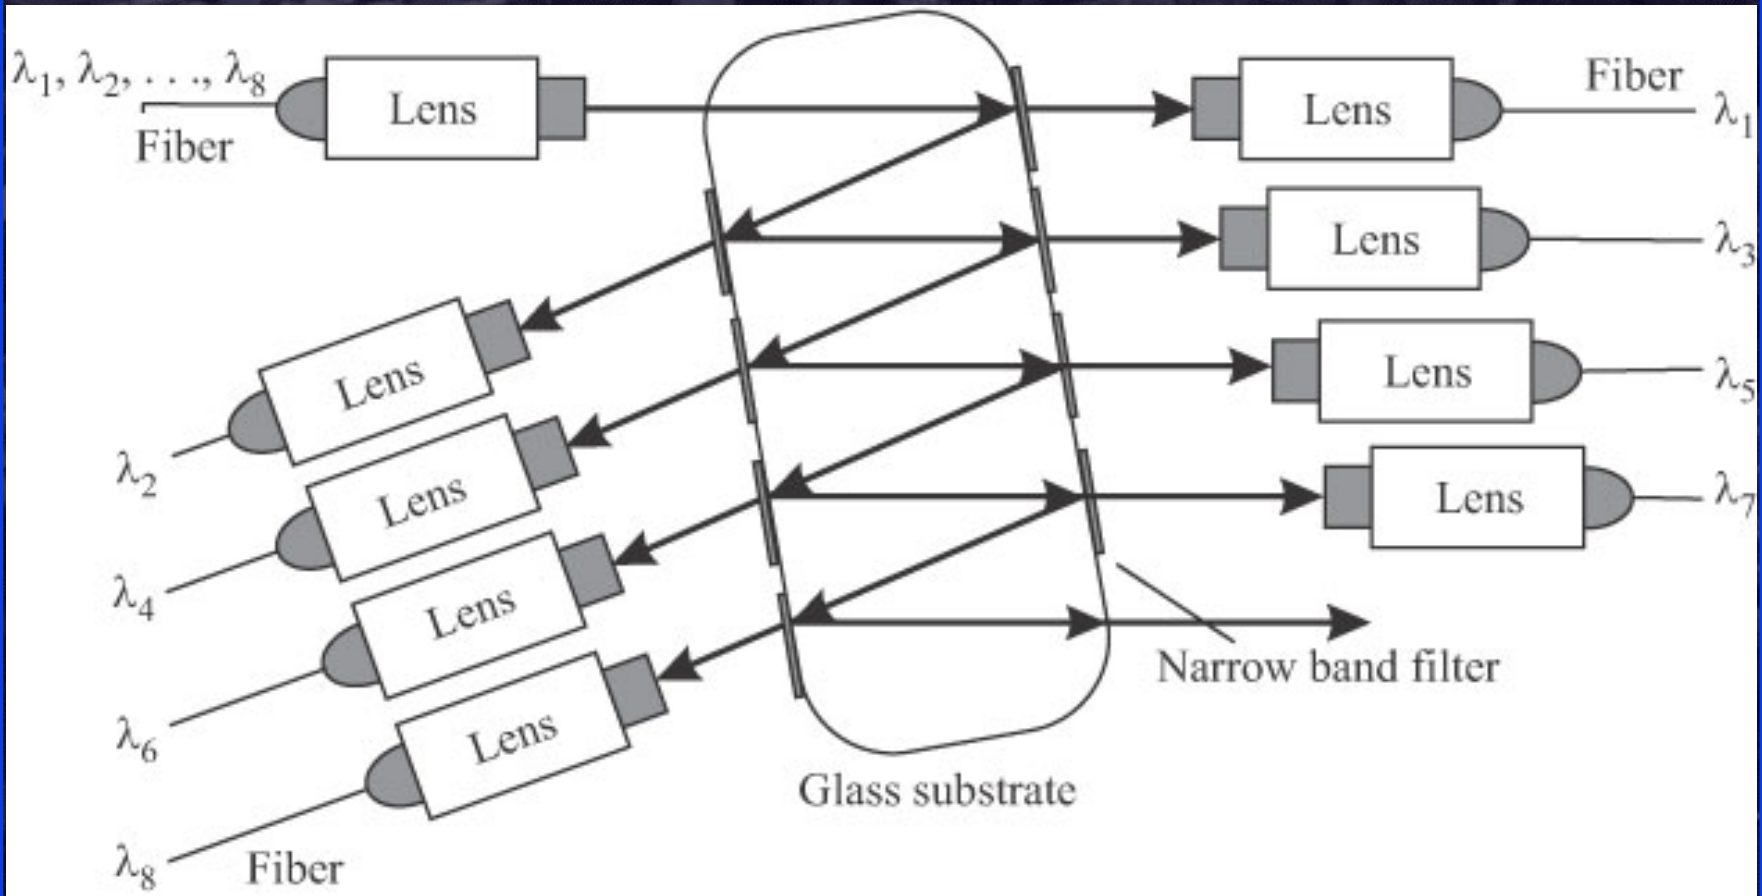 λ1, λ2, . . ., λ8
Fiber
Lens
Lens
Fiber
λ1
Lens
λ3
Lens
λ5
Lens
λ7
Lens
λ2
Lens
λ4
Lens
λ6
Lens
λ8
Fiber
Narrow band filter
Glass substrate